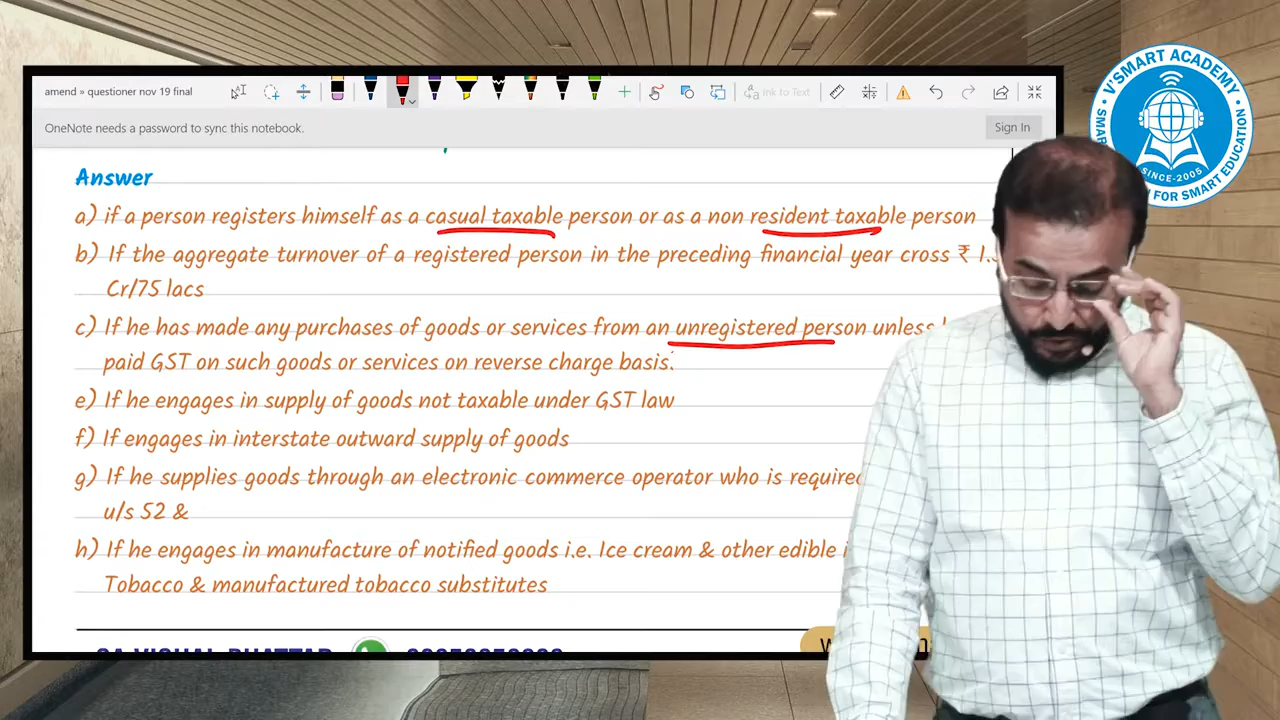 V'SMART ACADEMY
SINCE-2005
FOR SMART EDUCATION
amend » questioner nov 19 final
Ink to Text
OneNote needs a password to sync this notebook.
Sign In
Answer
a) if a person registers himself as a casual taxable person or as a non resident taxable person
b) If the aggregate turnover of a registered person in the preceding financial year cross ₹
Cr/75 lacs
c) If he has made any purchases of goods or services from an unregistered person unless
paid GST on such goods or services on reverse charge basis.
e) If he engages in supply of goods not taxable under GST law
f) If engages in interstate outward supply of goods
g) If he supplies goods through an electronic commerce operator who is required
u/s 52 &
h) If he engages in manufacture of notified goods i.e. Ice cream & other edible
Tobacco & manufactured tobacco substitutes